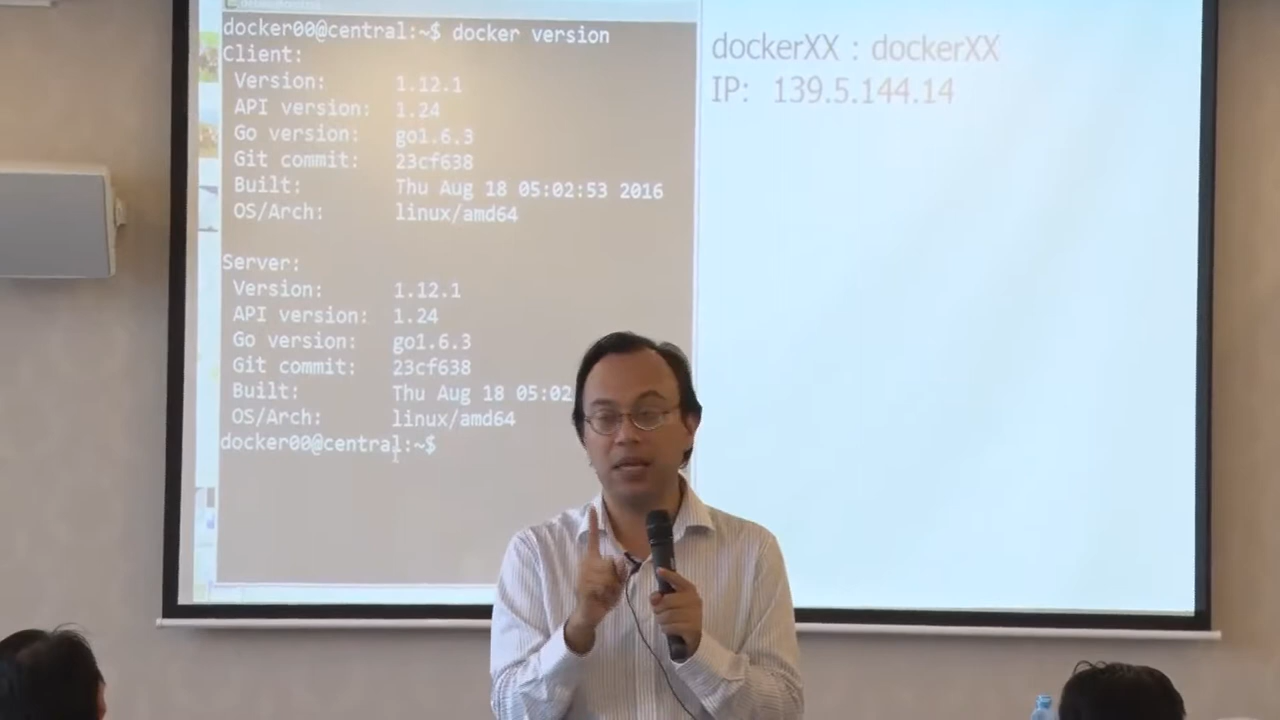 docker00@central:~$ docker version
Client:
Version: 1.12.1
API version: 1.24
Go version: go1.6.3
Git commit: 23cf638
Built: Thu Aug 18 05:02:53 2016
OS/Arch: linux/amd64
Server:
Version: 1.12.1
API version: 1.24
Go version: go1.6.3
Git commit: 23cf638
Built: Thu Aug 18 05:02
OS/Arch: linux/amd64
docker00@central:~$
dockerXX : dockerXX
IP: 139.5.144.14